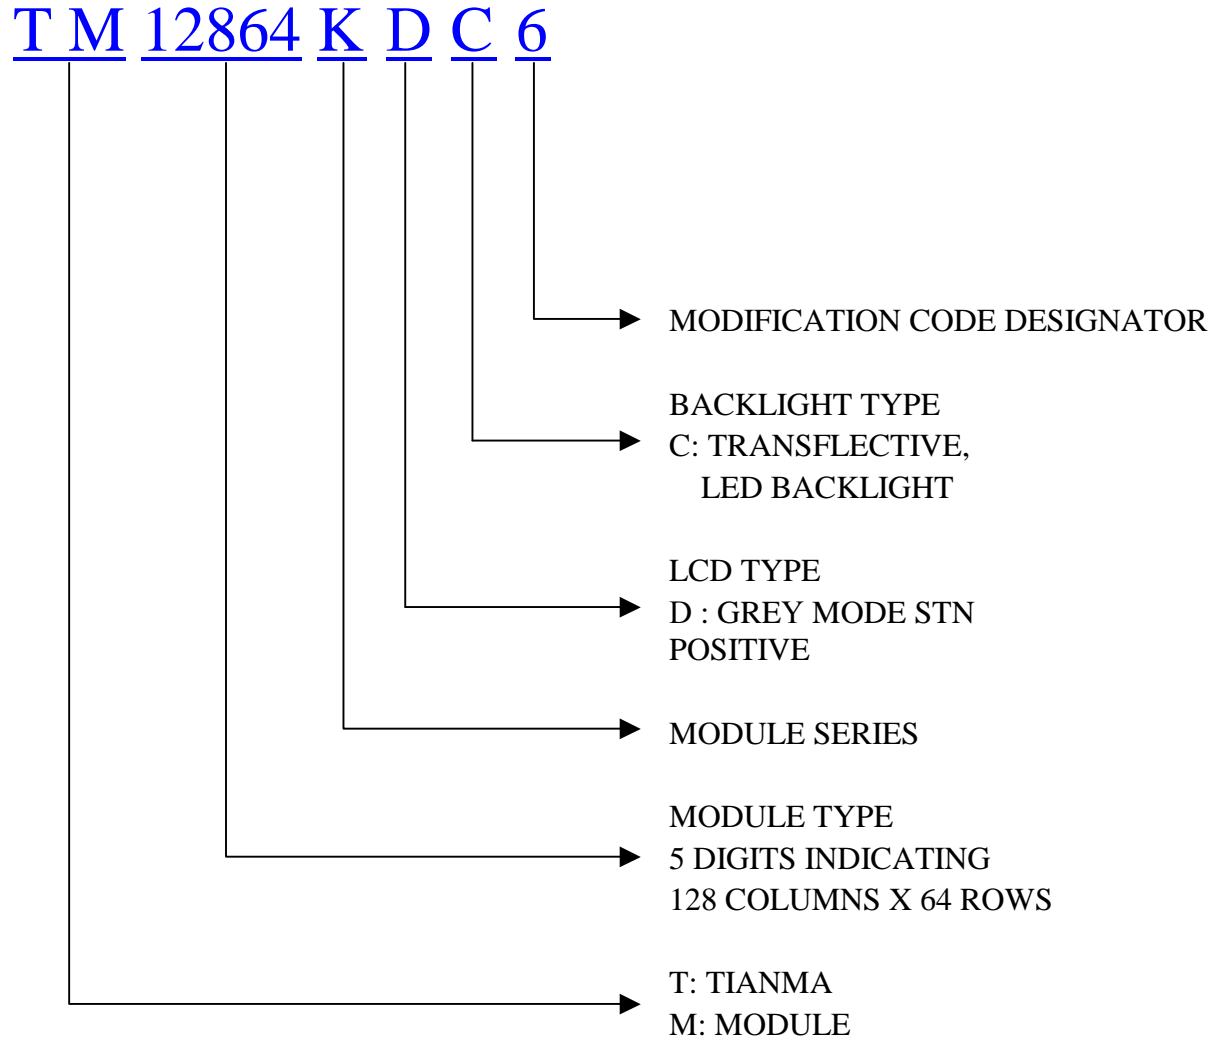 T M 12864 K D C 6
MODIFICATION CODE DESIGNATOR
BACKLIGHT TYPE
C: TRANSFLECTIVE,
LED BACKLIGHT
LCD TYPE
D : GREY MODE STN
POSITIVE
MODULE SERIES
MODULE TYPE
5 DIGITS INDICATING
128 COLUMNS X 64 ROWS
T: TIANMA
M: MODULE